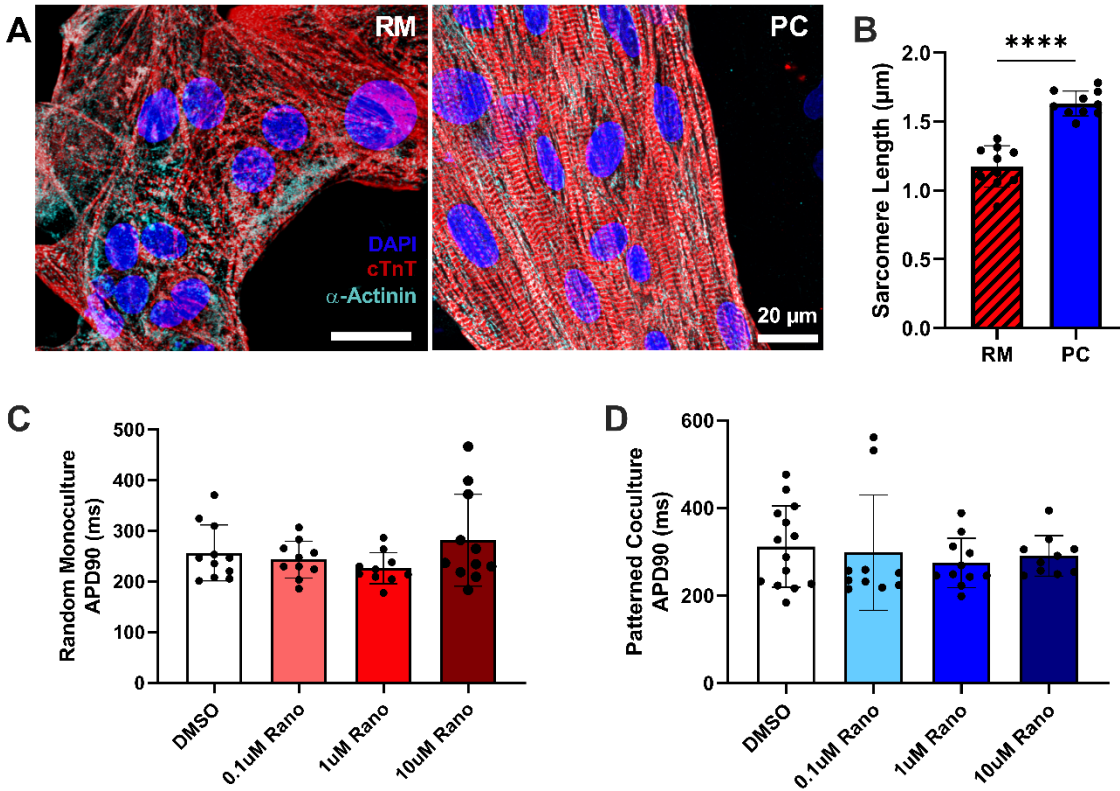 A
RM
DAPI
cTnT
α-Actinin
PC
20 µm
B
Sarcomere Length (µm)
2.0
1.5
1.0
0.5
0.0
****
RM
PC
C
Random Monoculture
APD90 (ms)
500
400
300
200
100
0
DMSO
0.1uM Rano
1uM Rano
10uM Rano
D
Patterned Coculture
APD90 (ms)
600
400
200
0
DMSO
0.1uM Rano
1uM Rano
10uM Rano